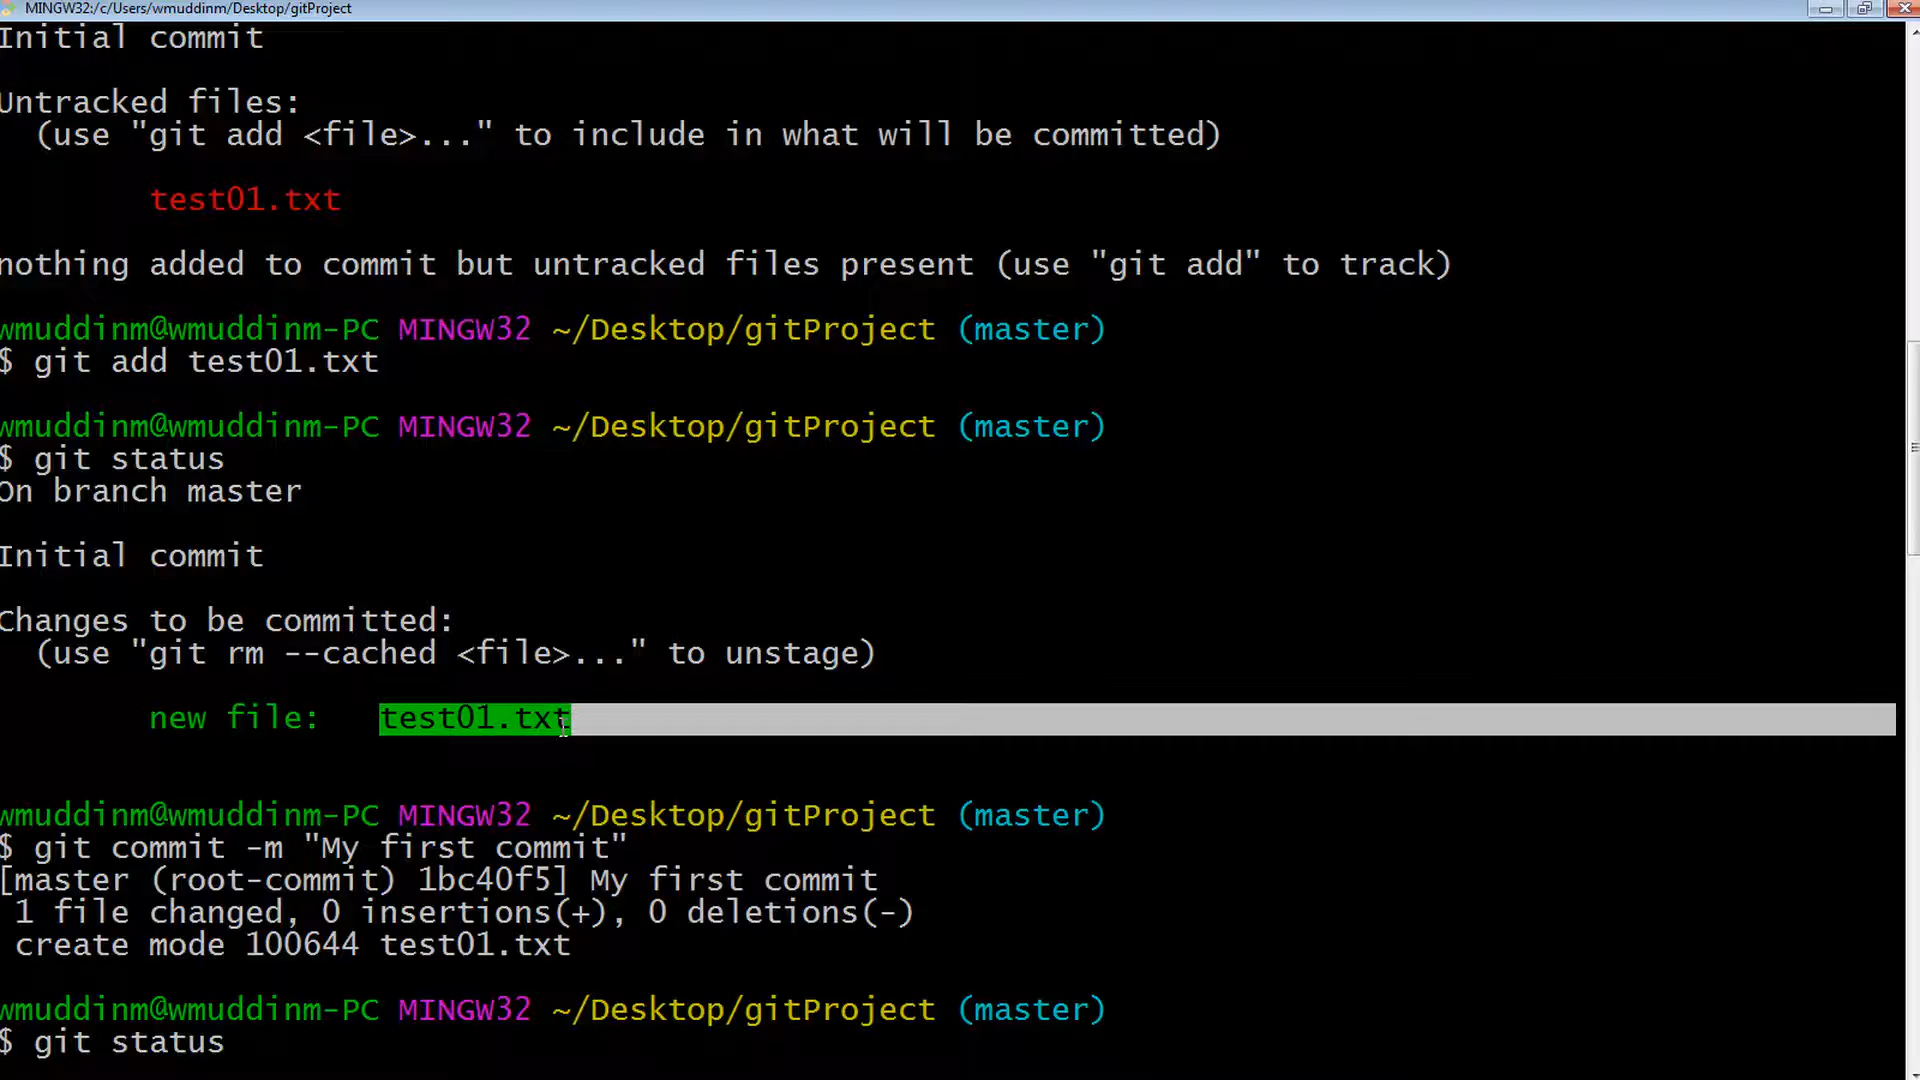 MINGW32:/c/Users/wmuddinm/Desktop/gitProject
Initial commit
Untracked files:
(use "git add <file>..." to include in what will be committed)
test01.txt
nothing added to commit but untracked files present (use "git add" to track)
wmuddinm@wmuddinm-PC MINGW32 ~/Desktop/gitProject (master)
$ git add test01.txt
wmuddinm@wmuddinm-PC MINGW32 ~/Desktop/gitProject (master)
$ git status
On branch master
Initial commit
Changes to be committed:
(use "git rm --cached <file>..." to unstage)
new file:   test01.txt
wmuddinm@wmuddinm-PC MINGW32 ~/Desktop/gitProject (master)
$ git commit -m "My first commit"
[master (root-commit) 1bc40f5] My first commit
1 file changed, 0 insertions(+), 0 deletions(-)
create mode 100644 test01.txt
wmuddinm@wmuddinm-PC MINGW32 ~/Desktop/gitProject (master)
$ git status